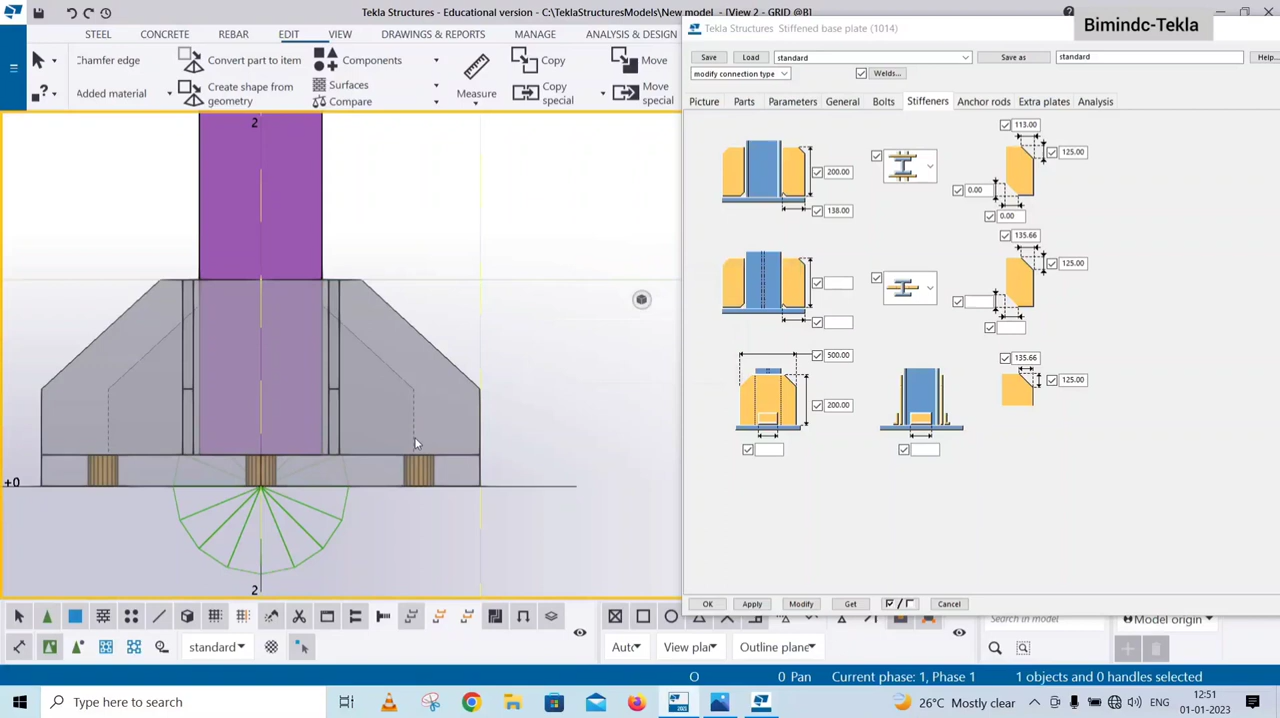 Tekla Structures - Educational version - C:\TeklaStructuresModels\New model - [View 2 - GRID @B]
Bimindc-Tekla
Tekla Structures Stiffened base plate (1014)
STEEL CONCRETE REBAR EDIT VIEW DRAWINGS & REPORTS MANAGE ANALYSIS & DESIGN
Save Load standard Save as standard Help...
modify connection type Welds...
Chamfer edge Convert part to item Components Copy Move
Added material Create shape from geometry Surfaces Compare Measure Copy special Move special
Picture Parts Parameters General Bolts Stiffeners Anchor rods Extra plates Analysis
2
113.00
125.00
200.00
0.00
138.00
0.00
135.66
125.00
500.00
135.66
125.00
200.00
+0
2
OK Apply Modify Get / Cancel
Search in model Model origin
standard Auto View plan Outline plane
O 0 Pan Current phase: 1, Phase 1 1 objects and 0 handles selected
Type here to search
26°C Mostly clear ENG 12:51
01-01-2023